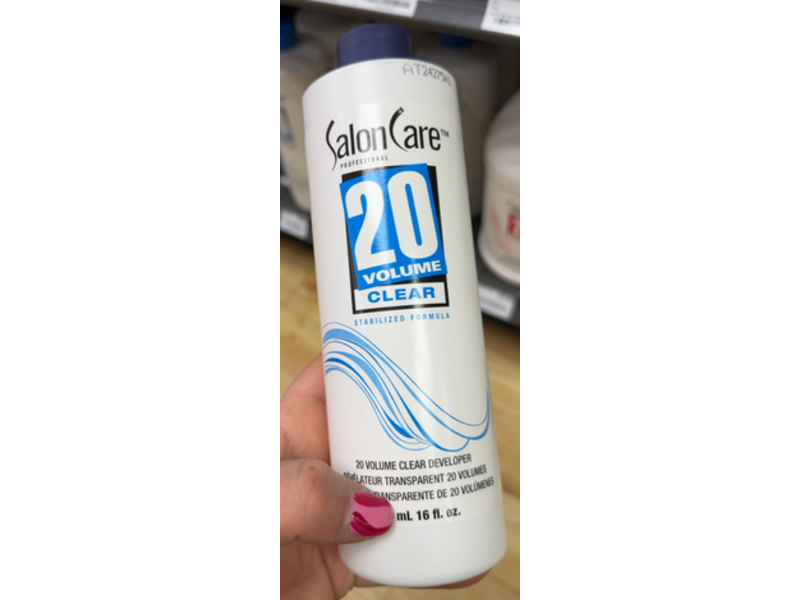 SalonCare™
PROFESSIONAL
20
VOLUME
CLEAR
STABILIZED FORMULA
20 VOLUME CLEAR DEVELOPER
RÉVÉLATEUR TRANSPARENT 20 VOLUMES
TRANSPARENTE DE 20 VOLÚMENES
mL 16 fl. oz.